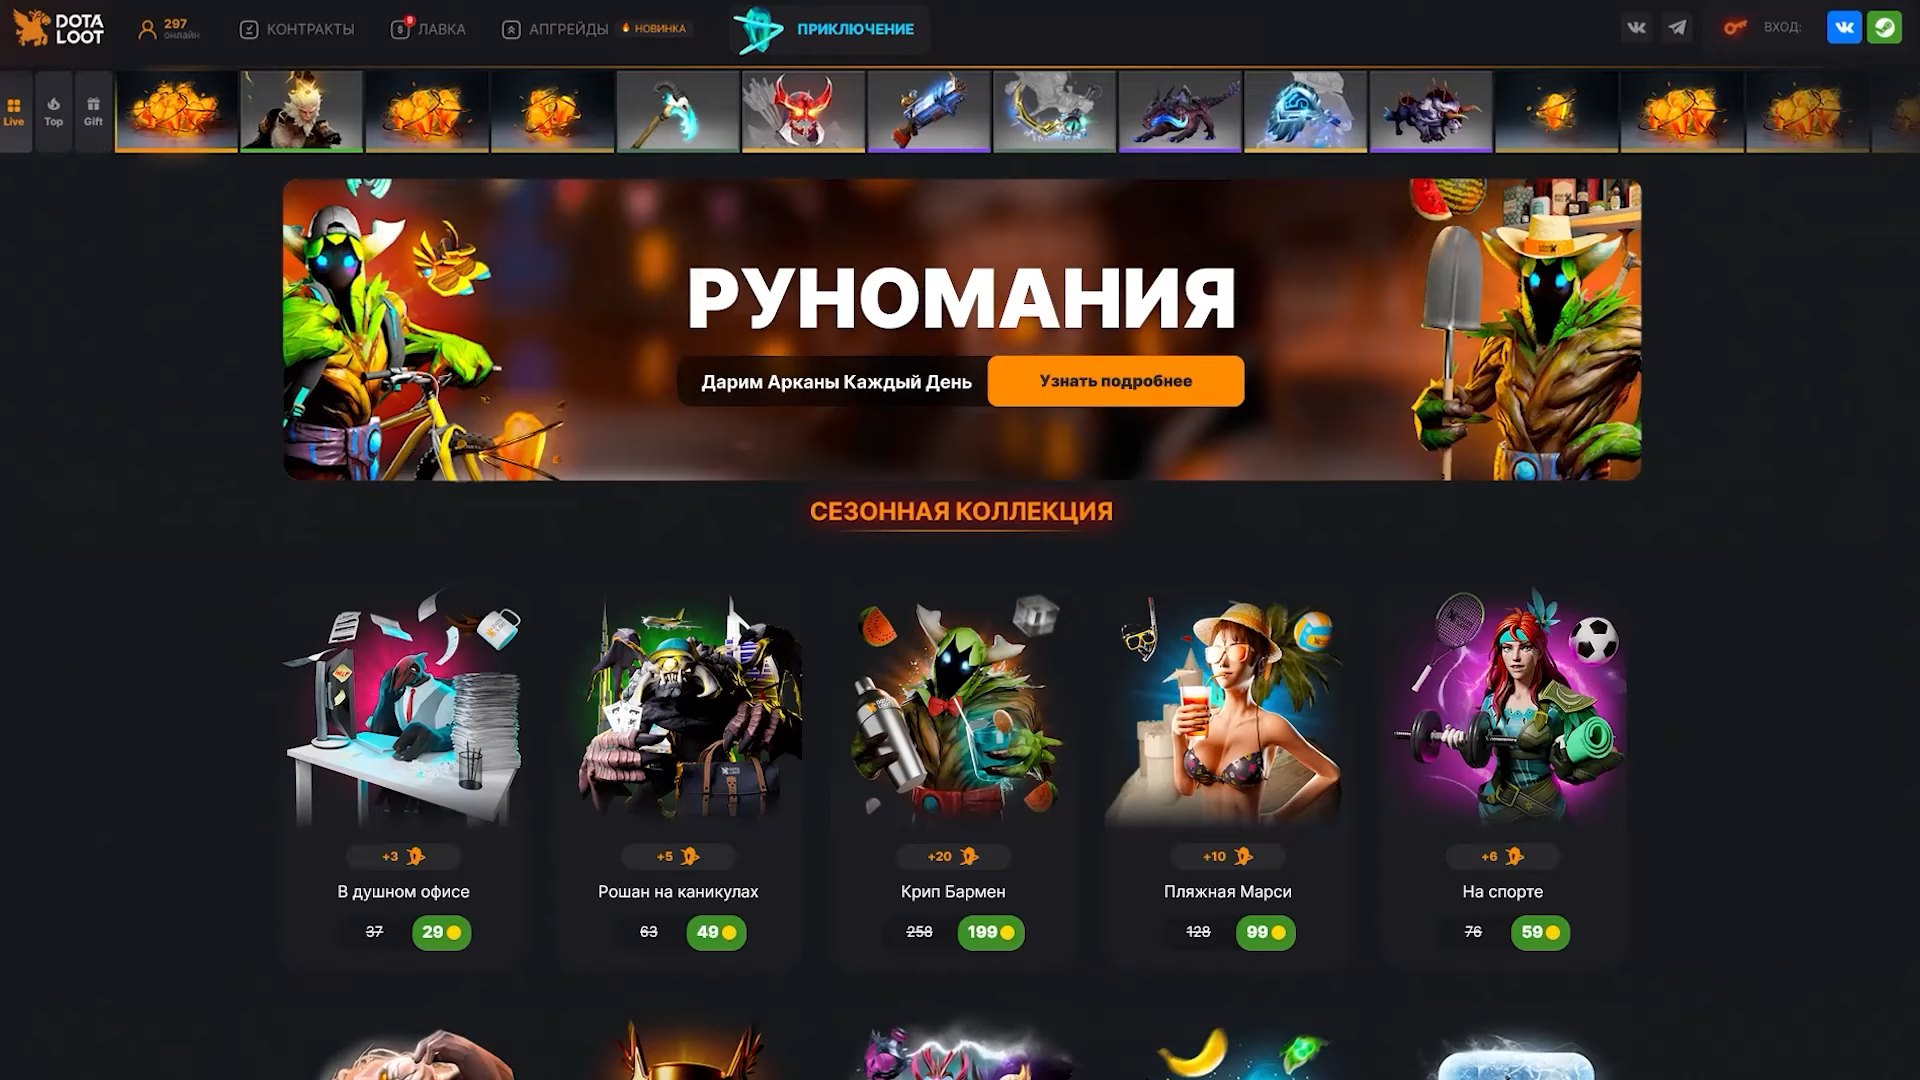 DOTA
LOOT
297
онлайн
КОНТРАКТЫ
9
ЛАВКА
АПГРЕЙДЫ
НОВИНКА
ПРИКЛЮЧЕНИЕ
ВХОД:
Live
Top
Gift
РУНОМАНИЯ
Дарим Арканы Каждый День
Узнать подробнее
СЕЗОННАЯ КОЛЛЕКЦИЯ
+3
+5
+20
+10
+6
В душном офисе
Рошан на каникулах
Крип Бармен
Пляжная Марси
На спорте
37 29
63 49
258 199
128 99
76 59